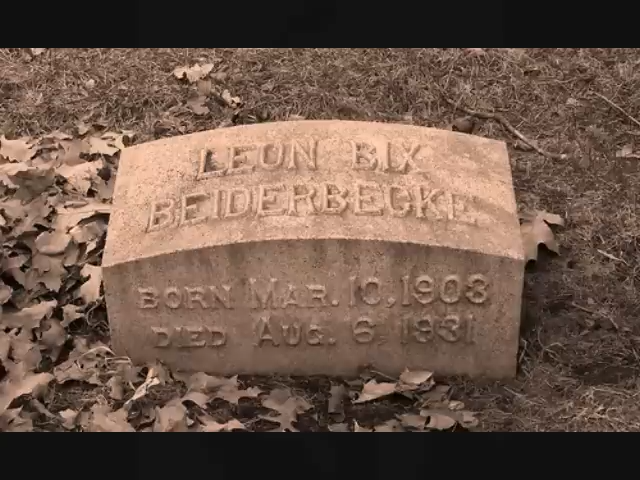 LEON BIX
BEIDERBECKE
BORN MAR. 10, 1903
DIED AUG. 6 1931